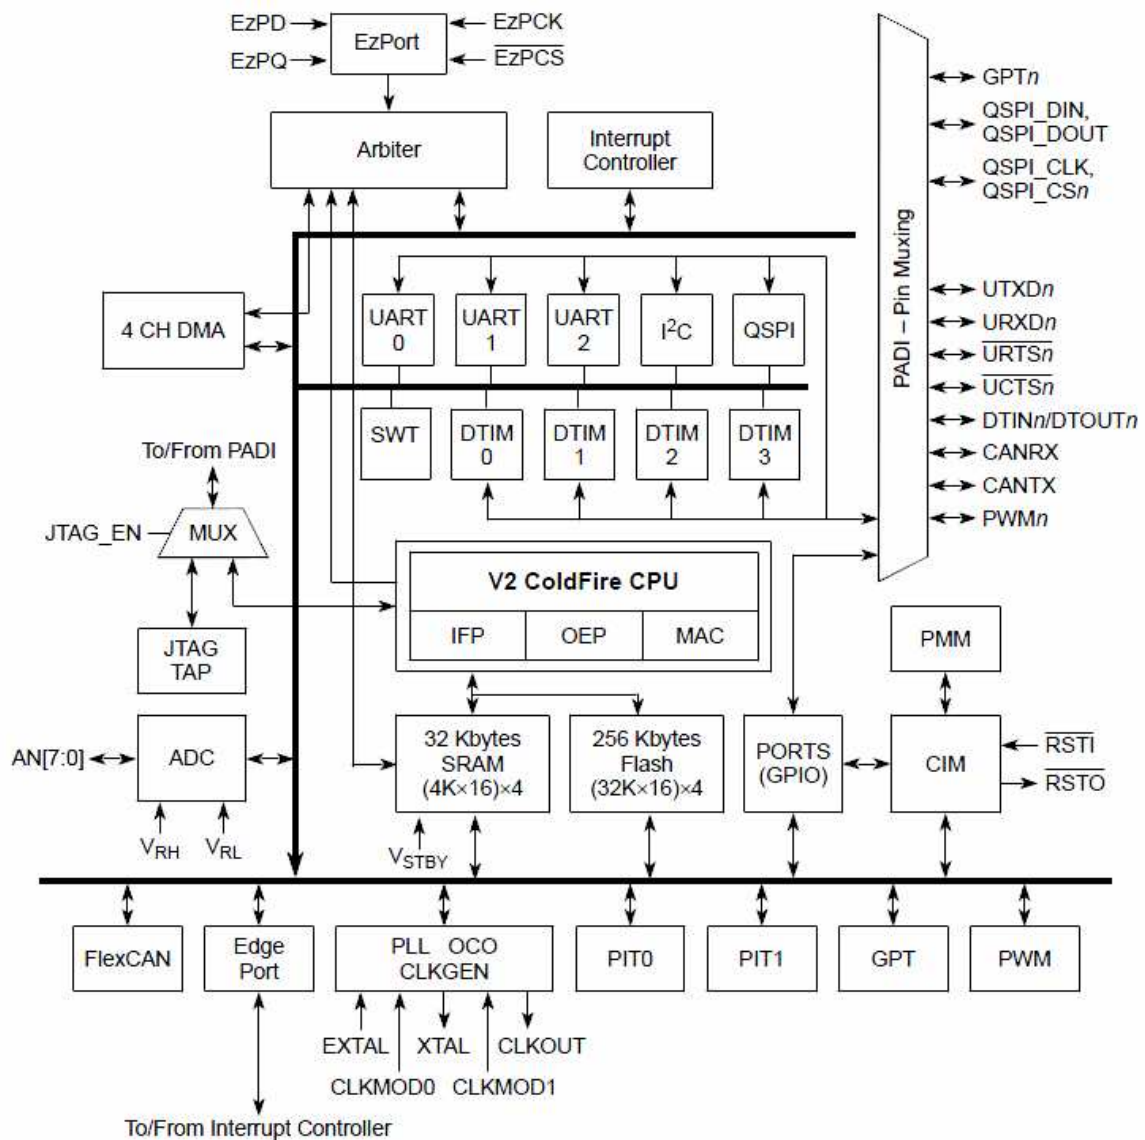 EzPD
EzPCK
EzPort
EzPQ
EzPCS
Arbiter
Interrupt
Controller
GPTn
QSPI_DIN,
QSPI_DOUT
QSPI_CLK,
QSPI_CSn
PADI – Pin Muxing
4 CH DMA
UART
0
UART
1
UART
2
I²C
QSPI
UTXDn
URXDn
URTSn
UCTSn
DTINn/DTOUTn
CANRX
CANTX
PWMn
SWT
DTIM
0
DTIM
1
DTIM
2
DTIM
3
To/From PADI
JTAG_EN
MUX
V2 ColdFire CPU
IFP
OEP
MAC
JTAG
TAP
PMM
AN[7:0]
ADC
VRH
VRL
32 Kbytes
SRAM
(4K×16)×4
VSTBY
256 Kbytes
Flash
(32K×16)×4
PORTS
(GPIO)
CIM
RSTI
RSTO
FlexCAN
Edge
Port
PLL OCO
CLKGEN
PIT0
PIT1
GPT
PWM
EXTAL
XTAL
CLKOUT
CLKMOD0
CLKMOD1
To/From Interrupt Controller